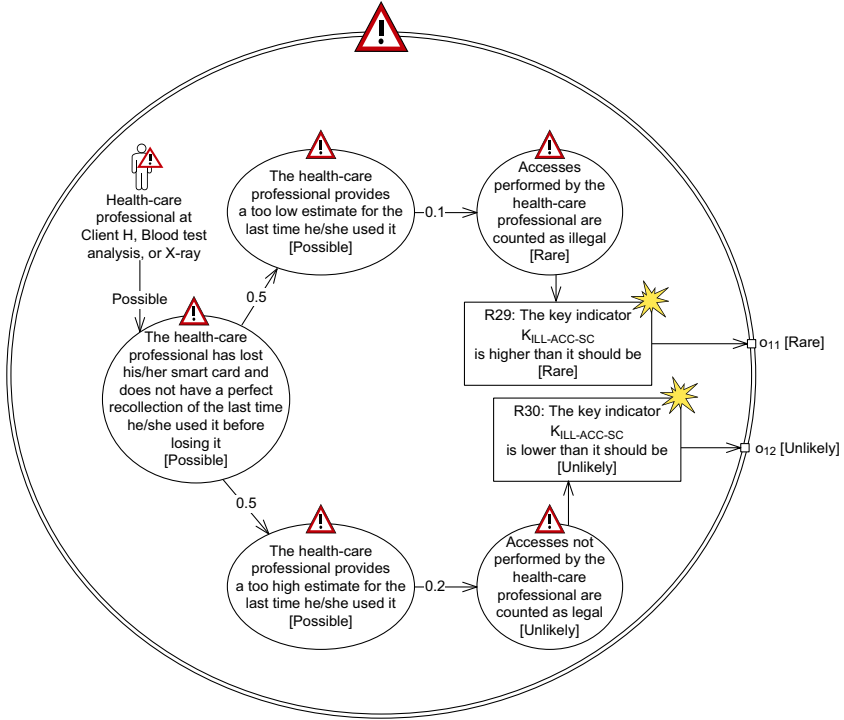 Health-care
professional at
Client H, Blood test
analysis, or X-ray
Possible
The health-care
professional has lost
his/her smart card and
does not have a perfect
recollection of the last time
he/she used it before
losing it
[Possible]
0.5
The health-care
professional provides
a too low estimate for the
last time he/she used it
[Possible]
0.1
Accesses
performed by the
health-care
professional are
counted as illegal
[Rare]
R29: The key indicator
K_ILL-ACC-SC
is higher than it should be
[Rare]
o₁₁ [Rare]
R30: The key indicator
K_ILL-ACC-SC
is lower than it should be
[Unlikely]
o₁₂ [Unlikely]
0.5
The health-care
professional provides
a too high estimate for the
last time he/she used it
[Possible]
0.2
Accesses not
performed by the
health-care
professional are
counted as legal
[Unlikely]